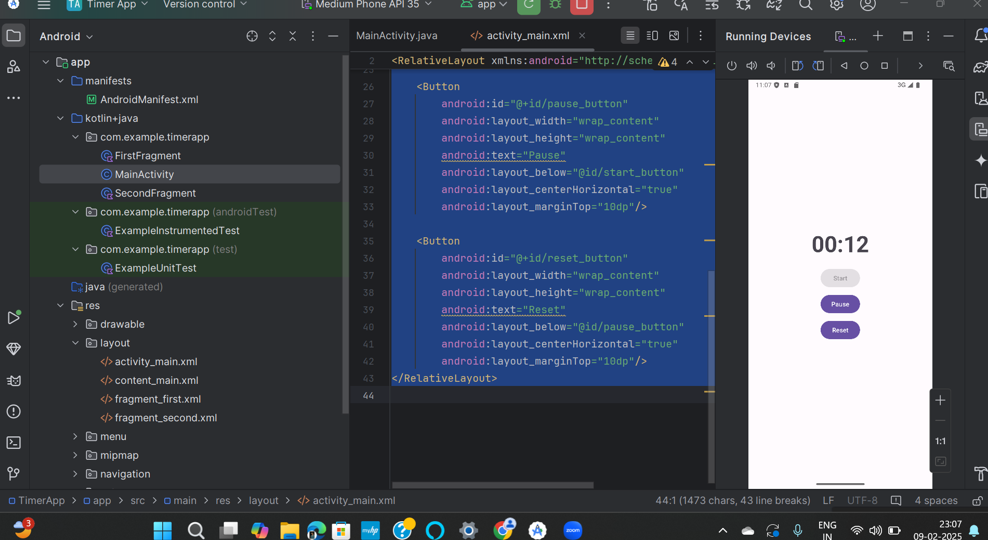 TA Timer App Version control Medium Phone API 35 app
Android
app
manifests
AndroidManifest.xml
kotlin+java
com.example.timerapp
FirstFragment
MainActivity
SecondFragment
com.example.timerapp (androidTest)
ExampleInstrumentedTest
com.example.timerapp (test)
ExampleUnitTest
java (generated)
res
drawable
layout
activity_main.xml
content_main.xml
fragment_first.xml
fragment_second.xml
menu
mipmap
navigation
MainActivity.java
activity_main.xml
2 <RelativeLayout xmlns:android="http://sche 4
26 <Button
27 android:id="@+id/pause_button"
28 android:layout_width="wrap_content"
29 android:layout_height="wrap_content"
30 android:text="Pause"
31 android:layout_below="@id/start_button"
32 android:layout_centerHorizontal="true"
33 android:layout_marginTop="10dp"/>
34
35 <Button
36 android:id="@+id/reset_button"
37 android:layout_width="wrap_content"
38 android:layout_height="wrap_content"
39 android:text="Reset"
40 android:layout_below="@id/pause_button"
41 android:layout_centerHorizontal="true"
42 android:layout_marginTop="10dp"/>
43 </RelativeLayout>
44
Running Devices ...
11:07 3G
00:12
Start
Pause
Reset
1:1
TimerApp > app > src > main > res > layout > activity_main.xml 44:1 (1473 chars, 43 line breaks) LF UTF-8 4 spaces
3
myHP
zoom
ENG
IN
23:07
09-02-2025